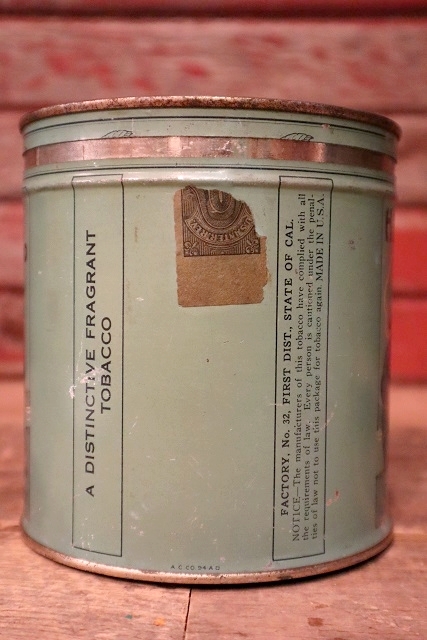 A DISTINCTIVE FRAGRANT
TOBACCO
FACTORY, No. 32, FIRST DIST., STATE OF CAL.
NOTICE—The manufacturers of this tobacco have complied with all
the requirements of law. Every person is cautioned under the penal-
ties of law not to use this package for tobacco again. MADE IN U.S.A.
A.C.CO. 94 A O